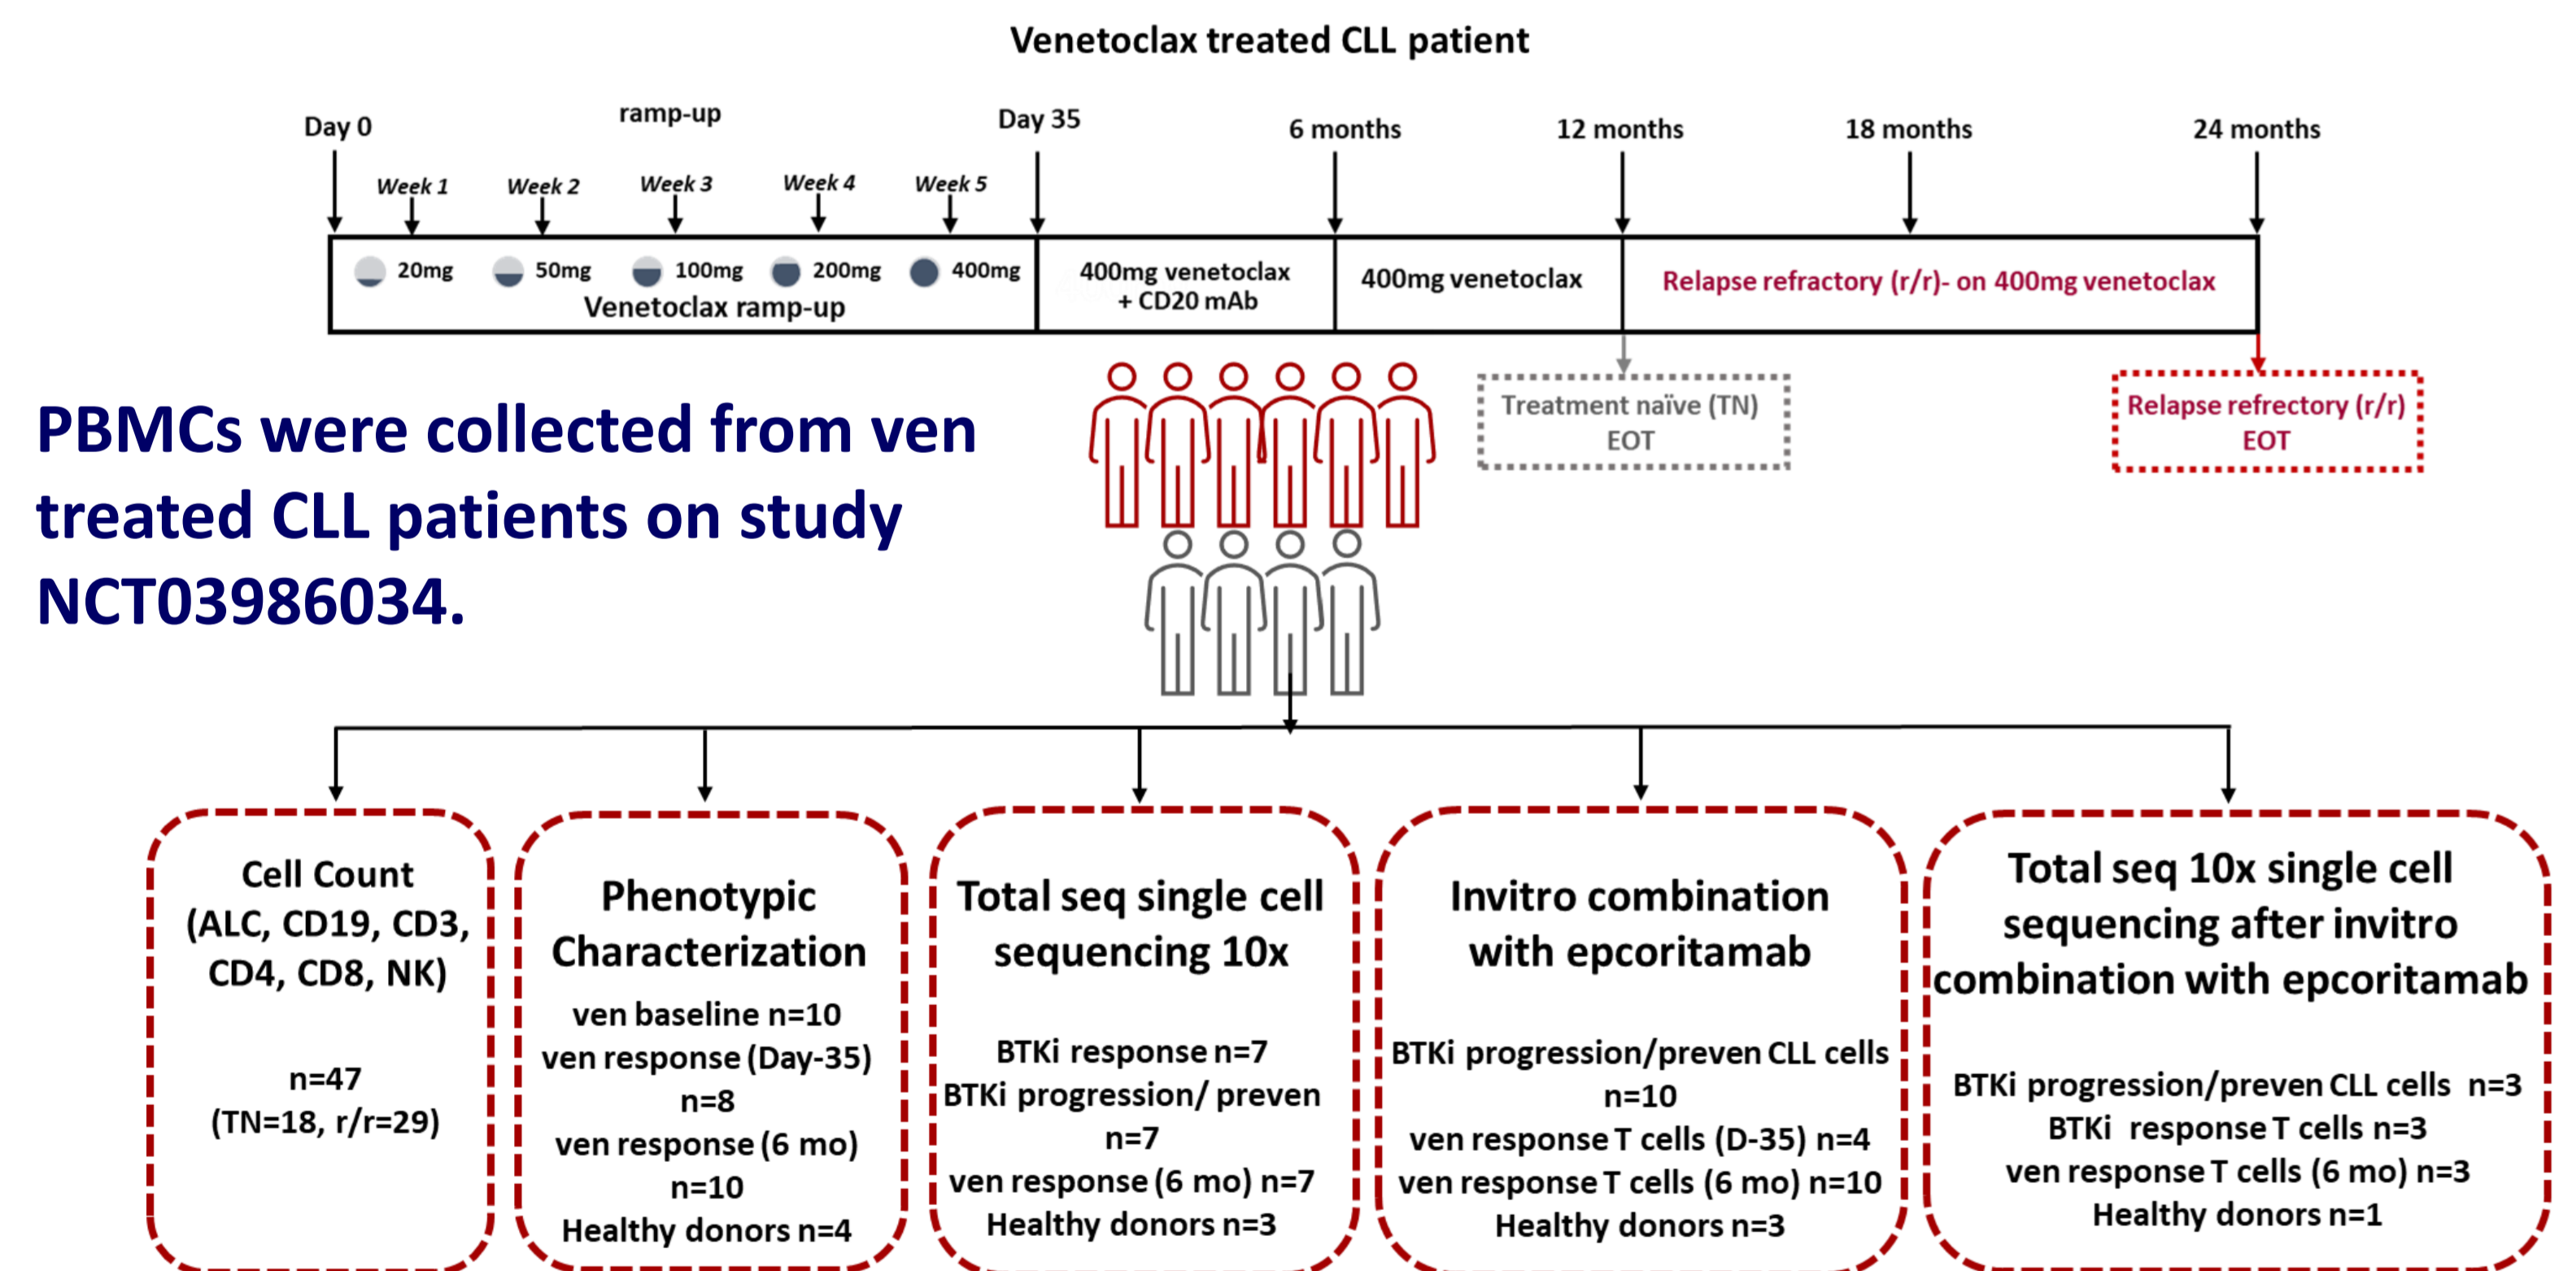 Venetoclax treated CLL patient
Day 0
ramp-up
Day 35
6 months
12 months
18 months
24 months
Week 1
Week 2
Week 3
Week 4
Week 5
20mg
50mg
100mg
200mg
400mg
Venetoclax ramp-up
400mg venetoclax
+ CD20 mAb
400mg venetoclax
Relapse refractory (r/r)- on 400mg venetoclax
Treatment naïve (TN)
EOT
Relapse refrectory (r/r)
EOT
PBMCs were collected from ven
treated CLL patients on study
NCT03986034.
Cell Count
(ALC, CD19, CD3,
CD4, CD8, NK)
n=47
(TN=18, r/r=29)
Phenotypic
Characterization
ven baseline n=10
ven response (Day-35)
n=8
ven response (6 mo)
n=10
Healthy donors n=4
Total seq single cell
sequencing 10x
BTKi response n=7
BTKi progression/ preven
n=7
ven response (6 mo) n=7
Healthy donors n=3
Invitro combination
with epcoritamab
BTKi progression/preven CLL cells
n=10
ven response T cells (D-35) n=4
ven response T cells (6 mo) n=10
Healthy donors n=3
Total seq 10x single cell
sequencing after invitro
combination with epcoritamab
BTKi progression/preven CLL cells n=3
BTKi response T cells n=3
ven response T cells (6 mo) n=3
Healthy donors n=1